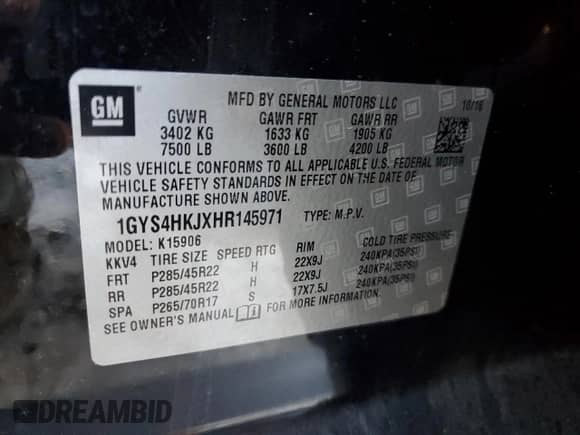 GM
MFD BY GENERAL MOTORS LLC 10/16
GVWR GAWR FRT GAWR RR
3402 KG 1633 KG 1905 KG
7500 LB 3600 LB 4200 LB
THIS VEHICLE CONFORMS TO ALL APPLICABLE U.S. FEDERAL MOTOR
VEHICLE SAFETY STANDARDS IN EFFECT ON THE DATE OF
MANUFACTURE SHOWN ABOVE.
1GYS4HKJXHR145971 TYPE: M.P.V.
MODEL: K15906
KKV4 TIRE SIZE SPEED RTG RIM COLD TIRE PRESSURE
FRT P285/45R22 H 22X9J 240KPA(35PSI)
RR P285/45R22 H 22X9J 240KPA(35PSI)
SPA P265/70R17 S 17X7.5J 240KPA(35PSI)
SEE OWNER'S MANUAL FOR MORE INFORMATION.
DREAMBID